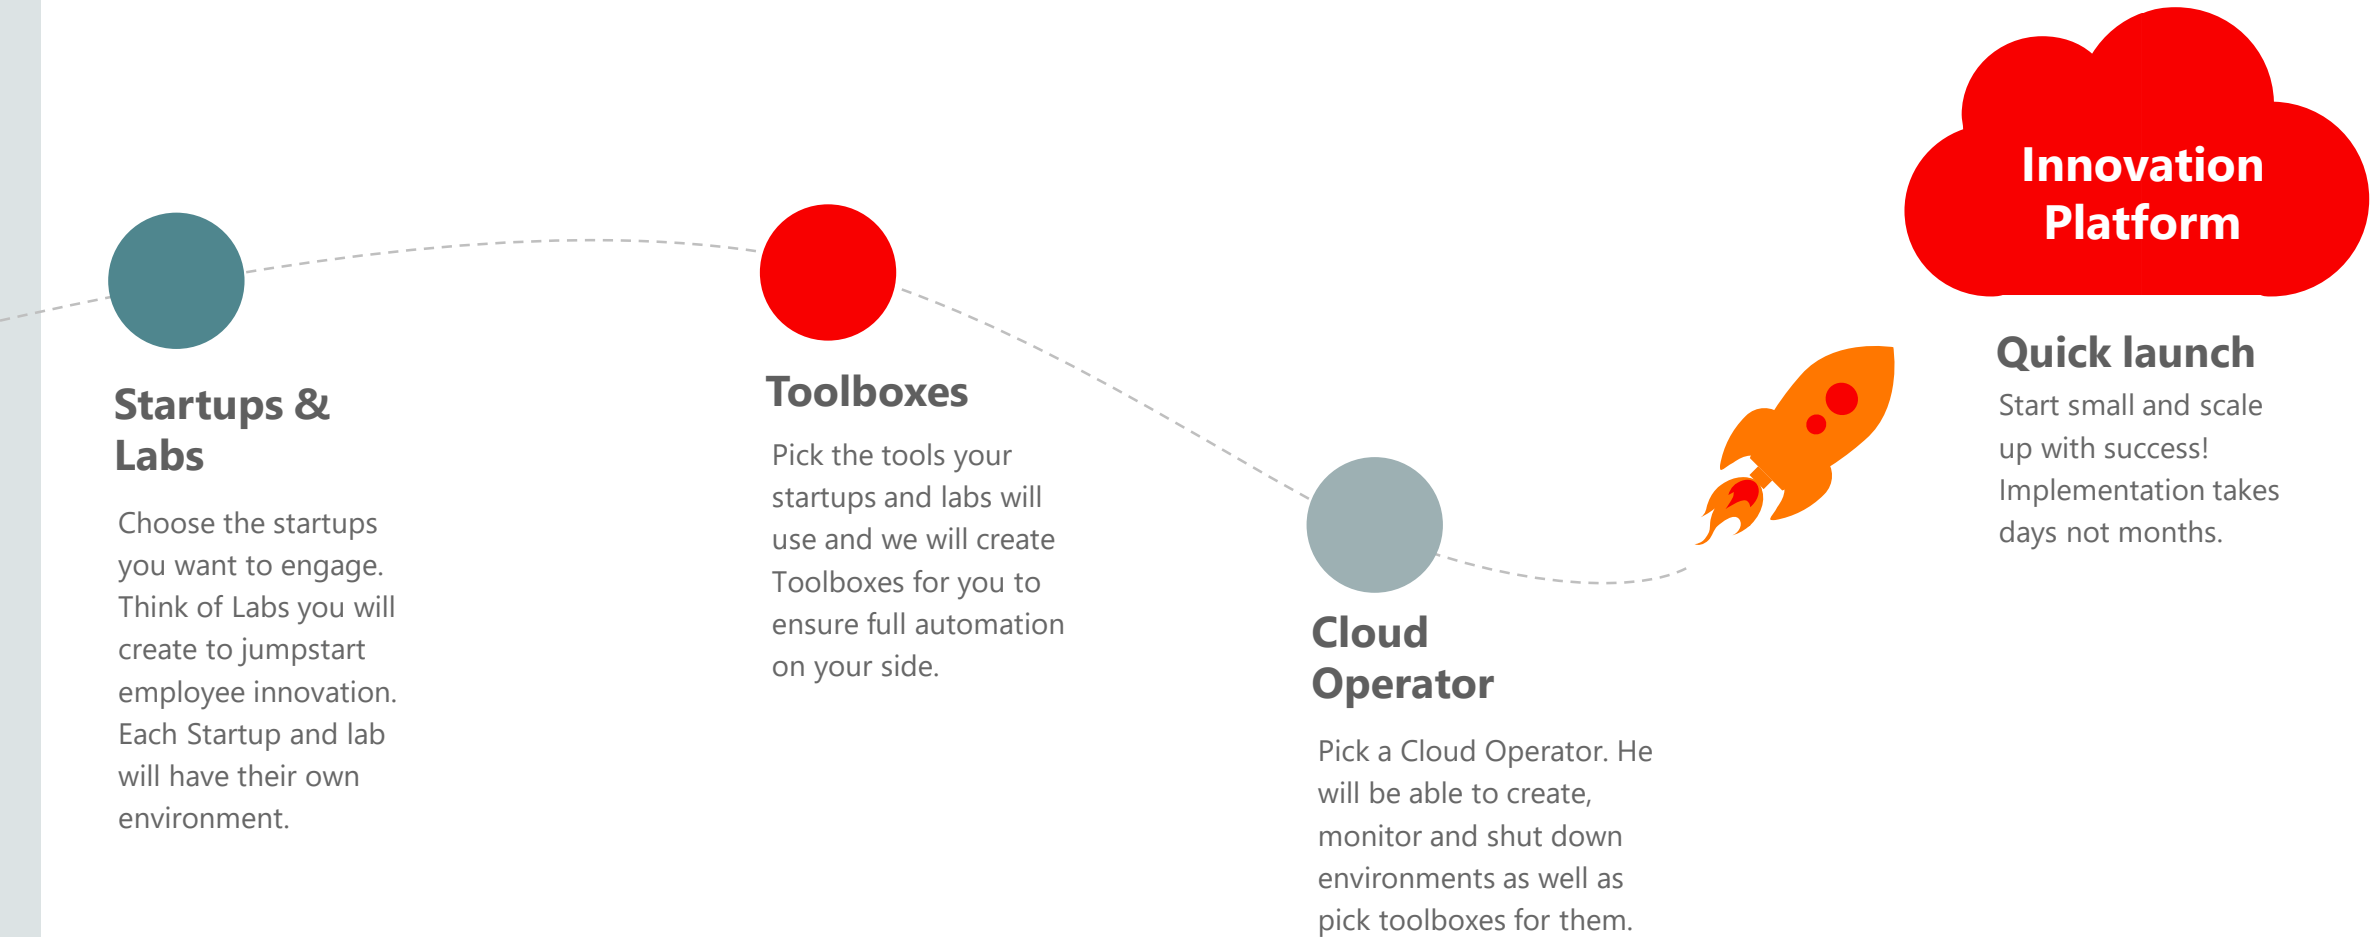 Startups &
Labs
Choose the startups
you want to engage.
Think of Labs you will
create to jumpstart
employee innovation.
Each Startup and lab
will have their own
environment.
Toolboxes
Pick the tools your
startups and labs will
use and we will create
Toolboxes for you to
ensure full automation
on your side.
Cloud
Operator
Pick a Cloud Operator. He
will be able to create,
monitor and shut down
environments as well as
pick toolboxes for them.
Innovation
Platform
Quick launch
Start small and scale
up with success!
Implementation takes
days not months.